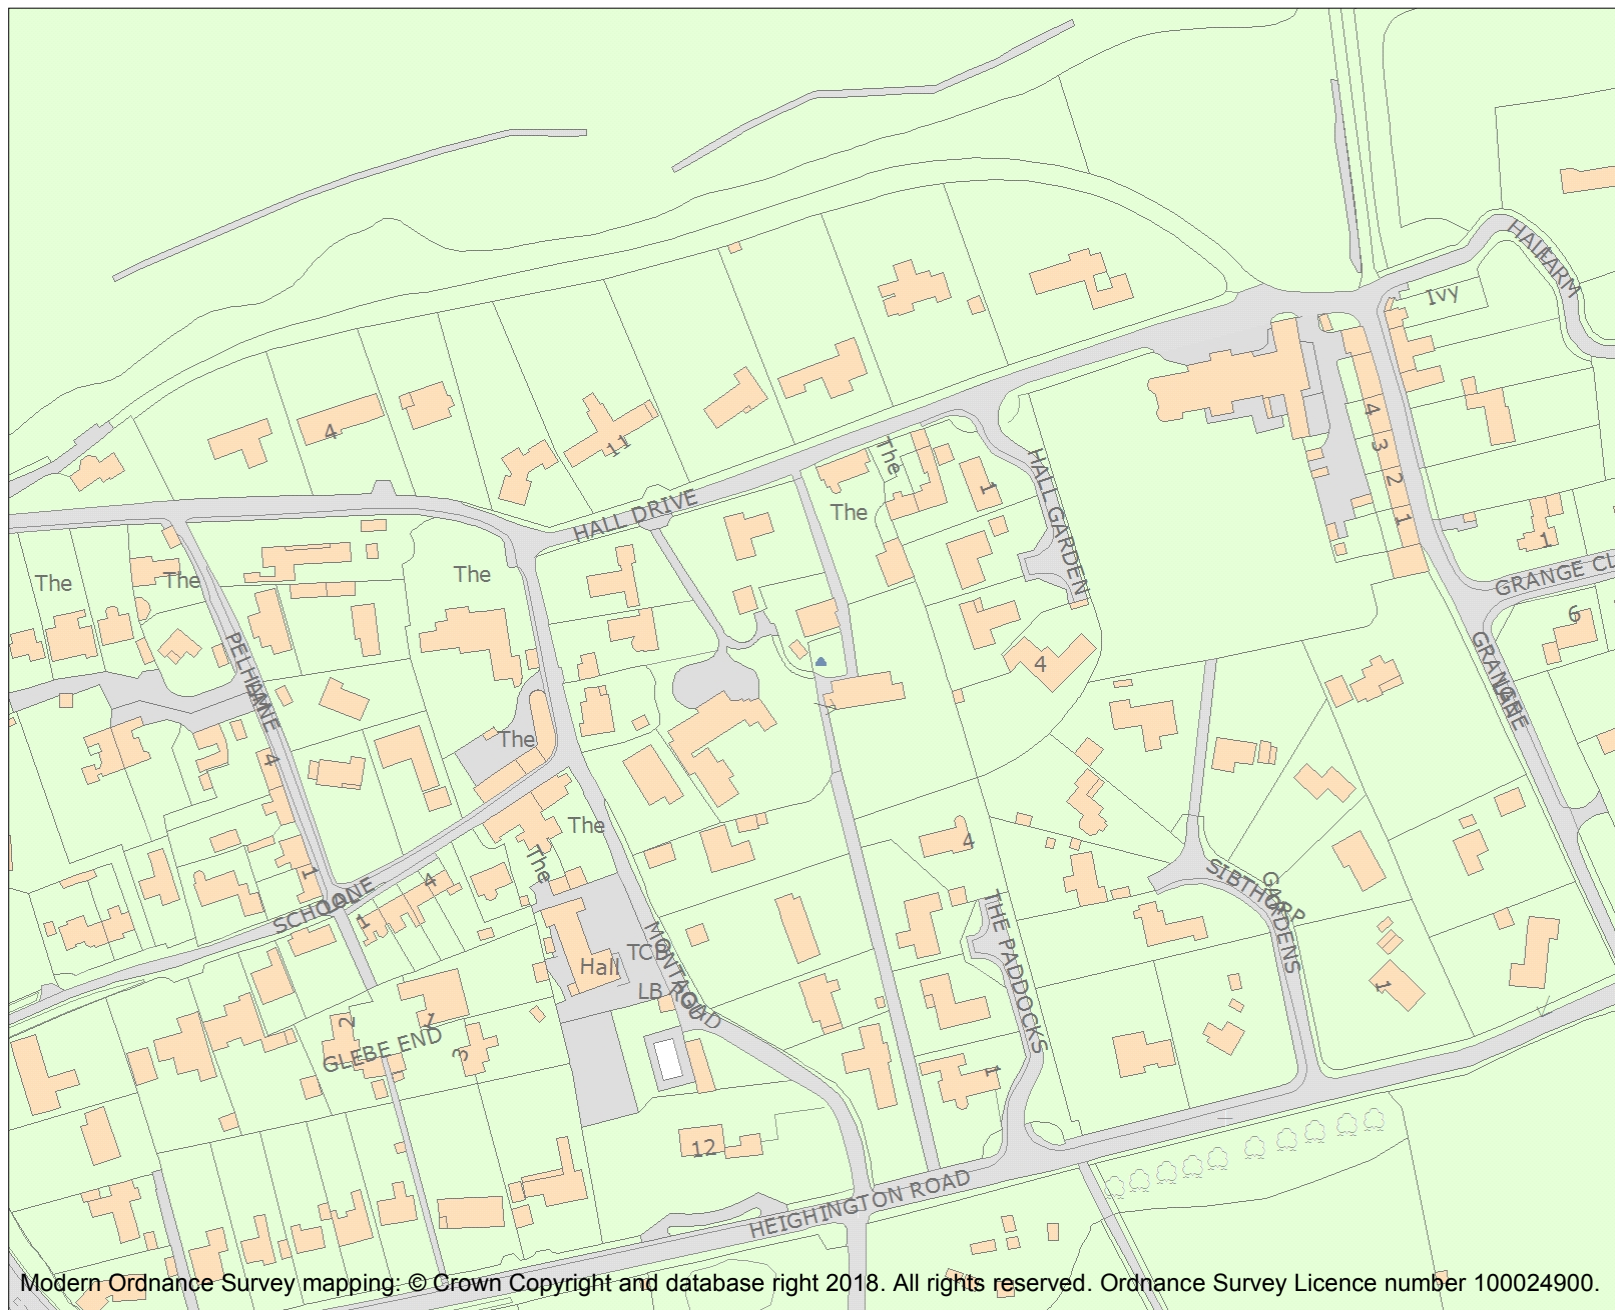 HALL FARM
Ivy
4
11
HALL DRIVE
The
The
1
HALL GARDEN
4
3
2
1
1
GRANGE CL
6
GRANGE LANE
The
The
The
PELHAM LANE
4
The
4
4
1
The
The
4
1
SCHOOL LANE
SIBTHORP GARDENS
THE PADDOCKS
MONTAGU ROAD
TCB
LB
Hall
2
1
3
GLEBE END
1
1
12
HEIGHINGTON ROAD
Modern Ordnance Survey mapping: © Crown Copyright and database right 2018. All rights reserved. Ordnance Survey Licence number 100024900.